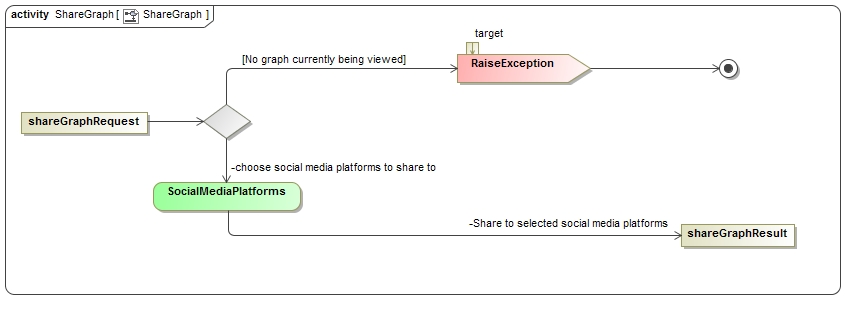 activity ShareGraph [ ShareGraph ]
target
[No graph currently being viewed]
RaiseException
shareGraphRequest
-choose social media platforms to share to
SocialMediaPlatforms
-Share to selected social media platforms
shareGraphResult